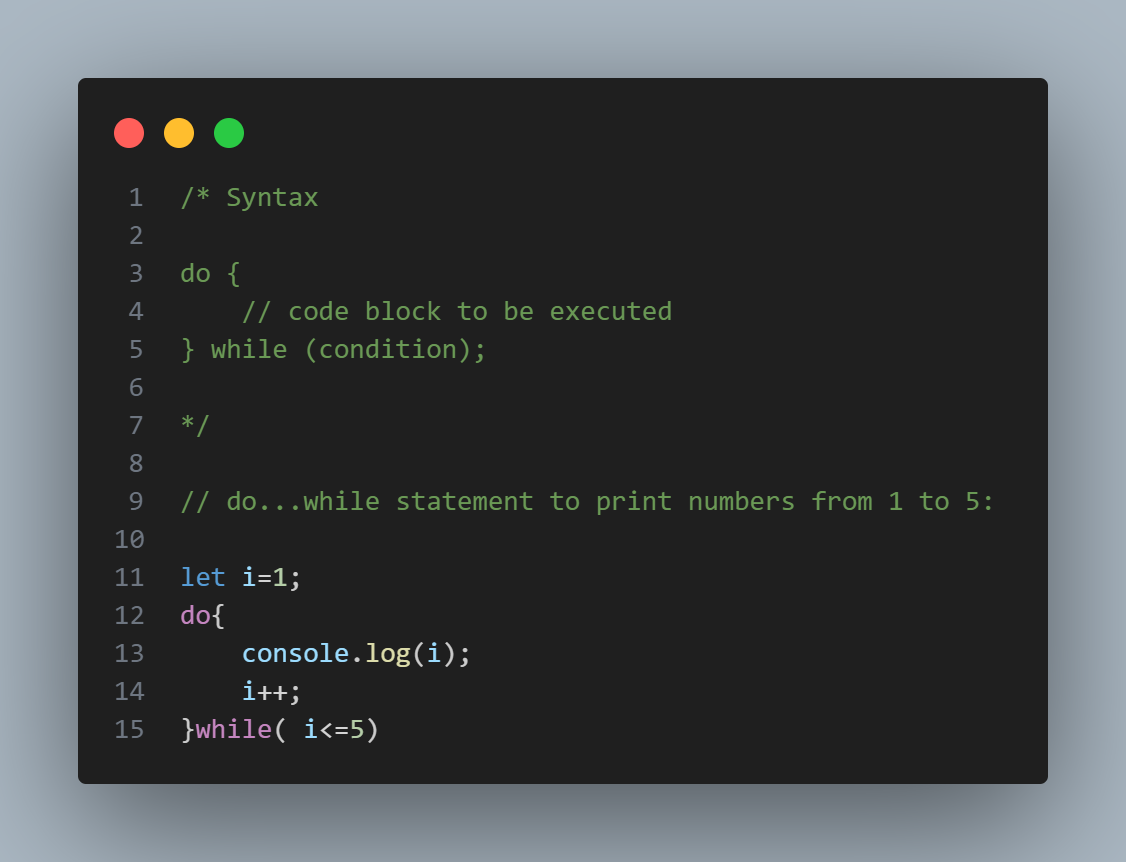 1 /* Syntax
2
3 do {
4     // code block to be executed
5 } while (condition);
6
7 */
8
9 // do...while statement to print numbers from 1 to 5:
10
11 let i=1;
12 do{
13     console.log(i);
14     i++;
15 }while( i<=5)